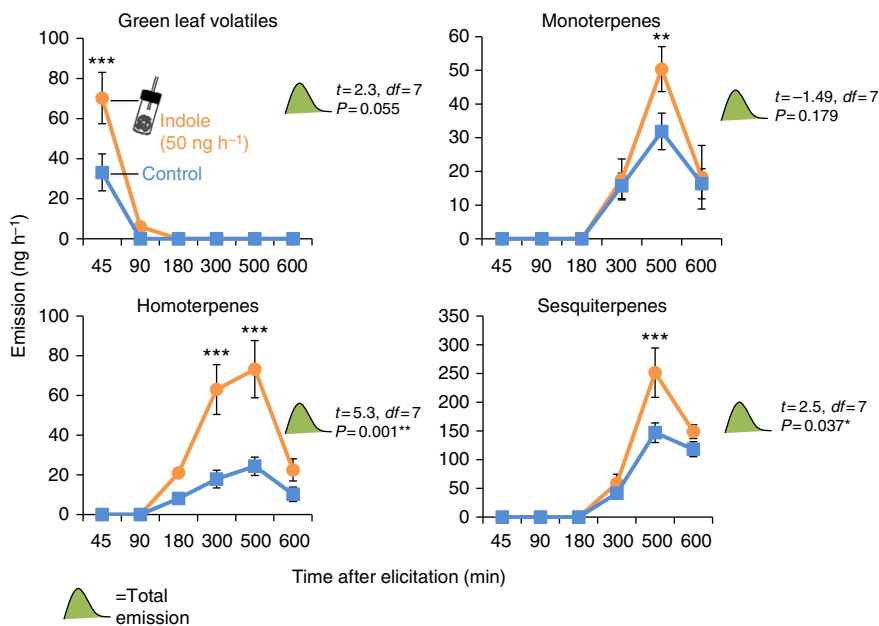 Green leaf volatiles
Emission (ng h⁻¹)
100
80
60
40
20
0
***
Indole
(50 ng h⁻¹)
Control
t=2.3, df=7
P=0.055
45 90 180 300 500 600
Monoterpenes
60
50
40
30
20
10
0
**
t=−1.49, df=7
P=0.179
45 90 180 300 500 600
Homoterpenes
100
80
60
40
20
0
*** ***
t=5.3, df=7
P=0.001**
45 90 180 300 500 600
Sesquiterpenes
350
300
250
200
150
100
50
0
***
t=2.5, df=7
P=0.037*
45 90 180 300 500 600
Time after elicitation (min)
=Total
emission